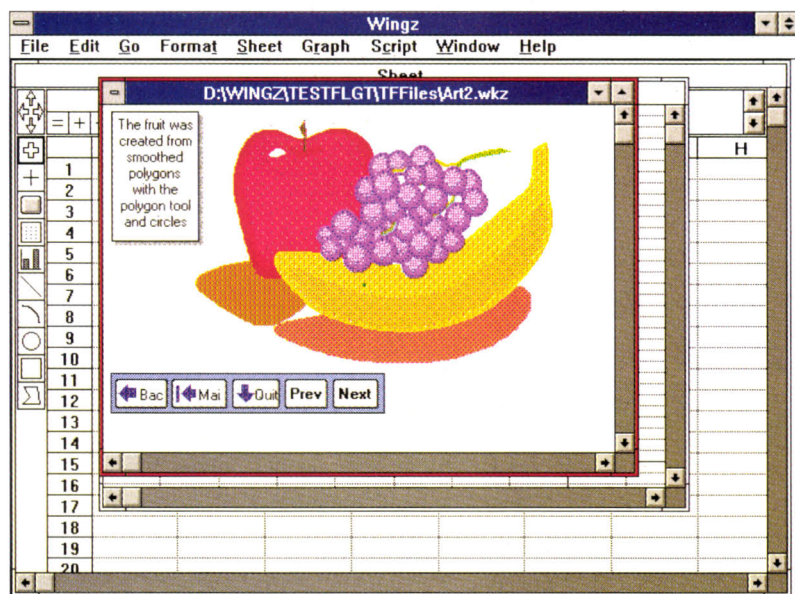 Wingz
File Edit Go Format Sheet Graph Script Window Help
Sheet
D:\WINGZ\TESTFLGT\TFFiles\Art2.wkz
= +
The fruit was
created from
smoothed
polygons
with the
polygon tool
and circles
H
1
2
3
4
5
6
7
8
9
10
11
12
13
14
15
16
17
18
19
20
Bac Mai Quit Prev Next